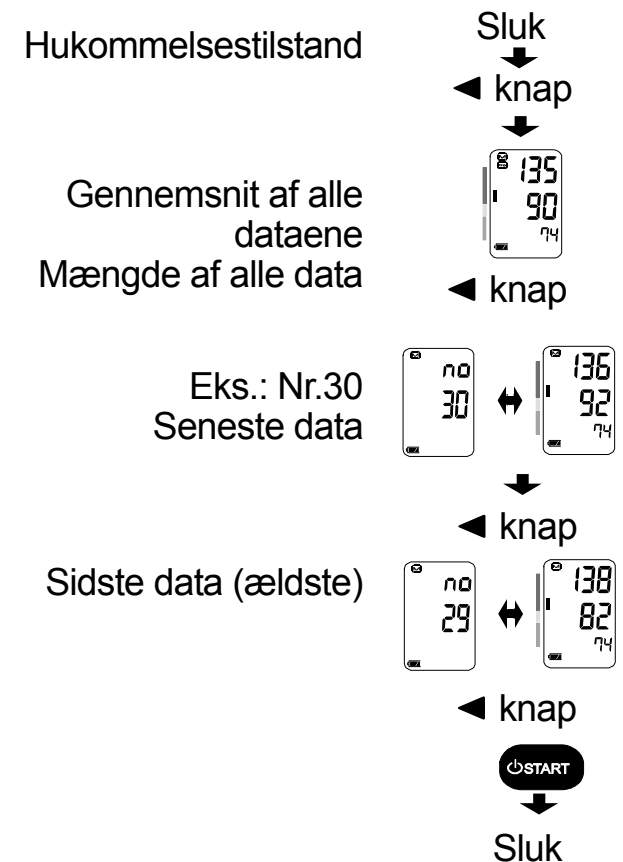 Hukommelsestilstand
Sluk
◄ knap
135
90
74
Gennemsnit af alle
dataene
Mængde af alle data
◄ knap
Eks.: Nr.30
Seneste data
no
30
136
92
74
◄ knap
Sidste data (ældste)
no
29
138
82
74
◄ knap
START
Sluk